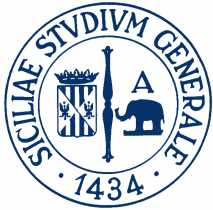 SICILIAE STVDIVM GENERALE
· 1434 ·
A